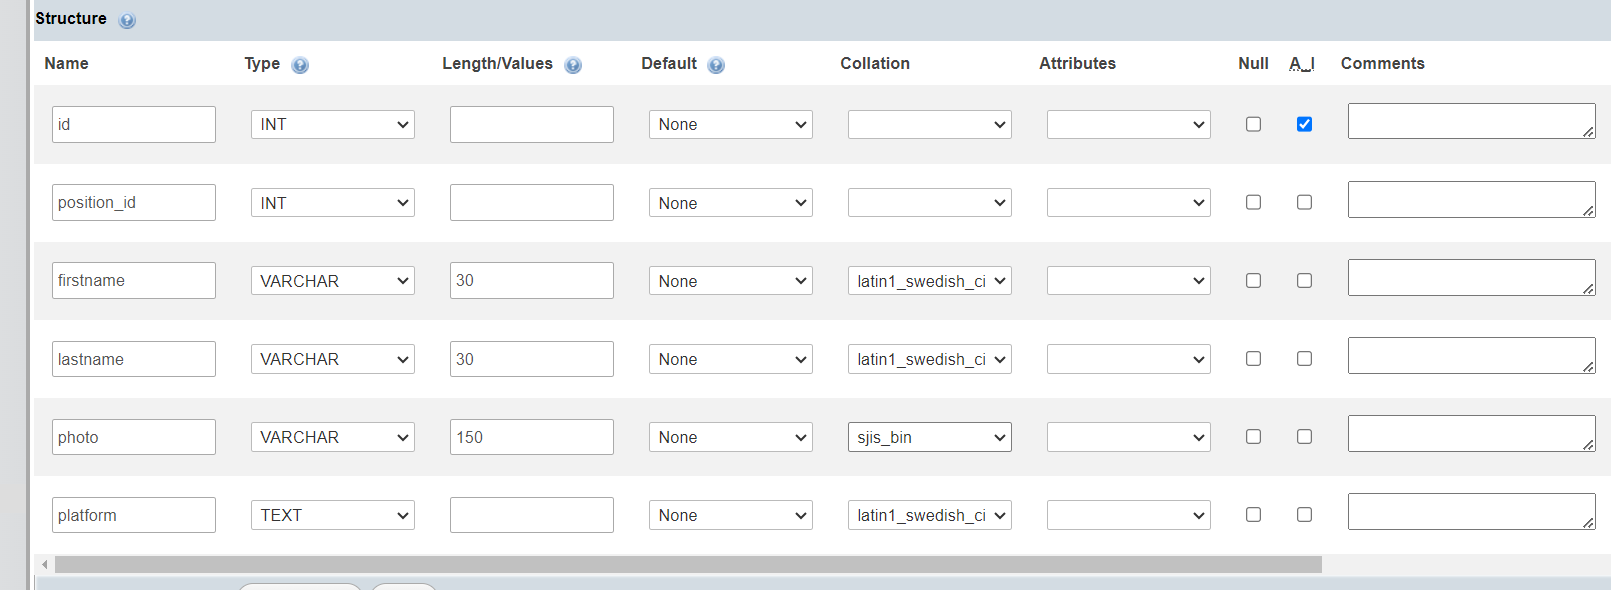 Structure
Name Type Length/Values Default Collation Attributes Null A_I Comments
id INT None
position_id INT None
firstname VARCHAR 30 None latin1_swedish_ci
lastname VARCHAR 30 None latin1_swedish_ci
photo VARCHAR 150 None sjis_bin
platform TEXT None latin1_swedish_ci